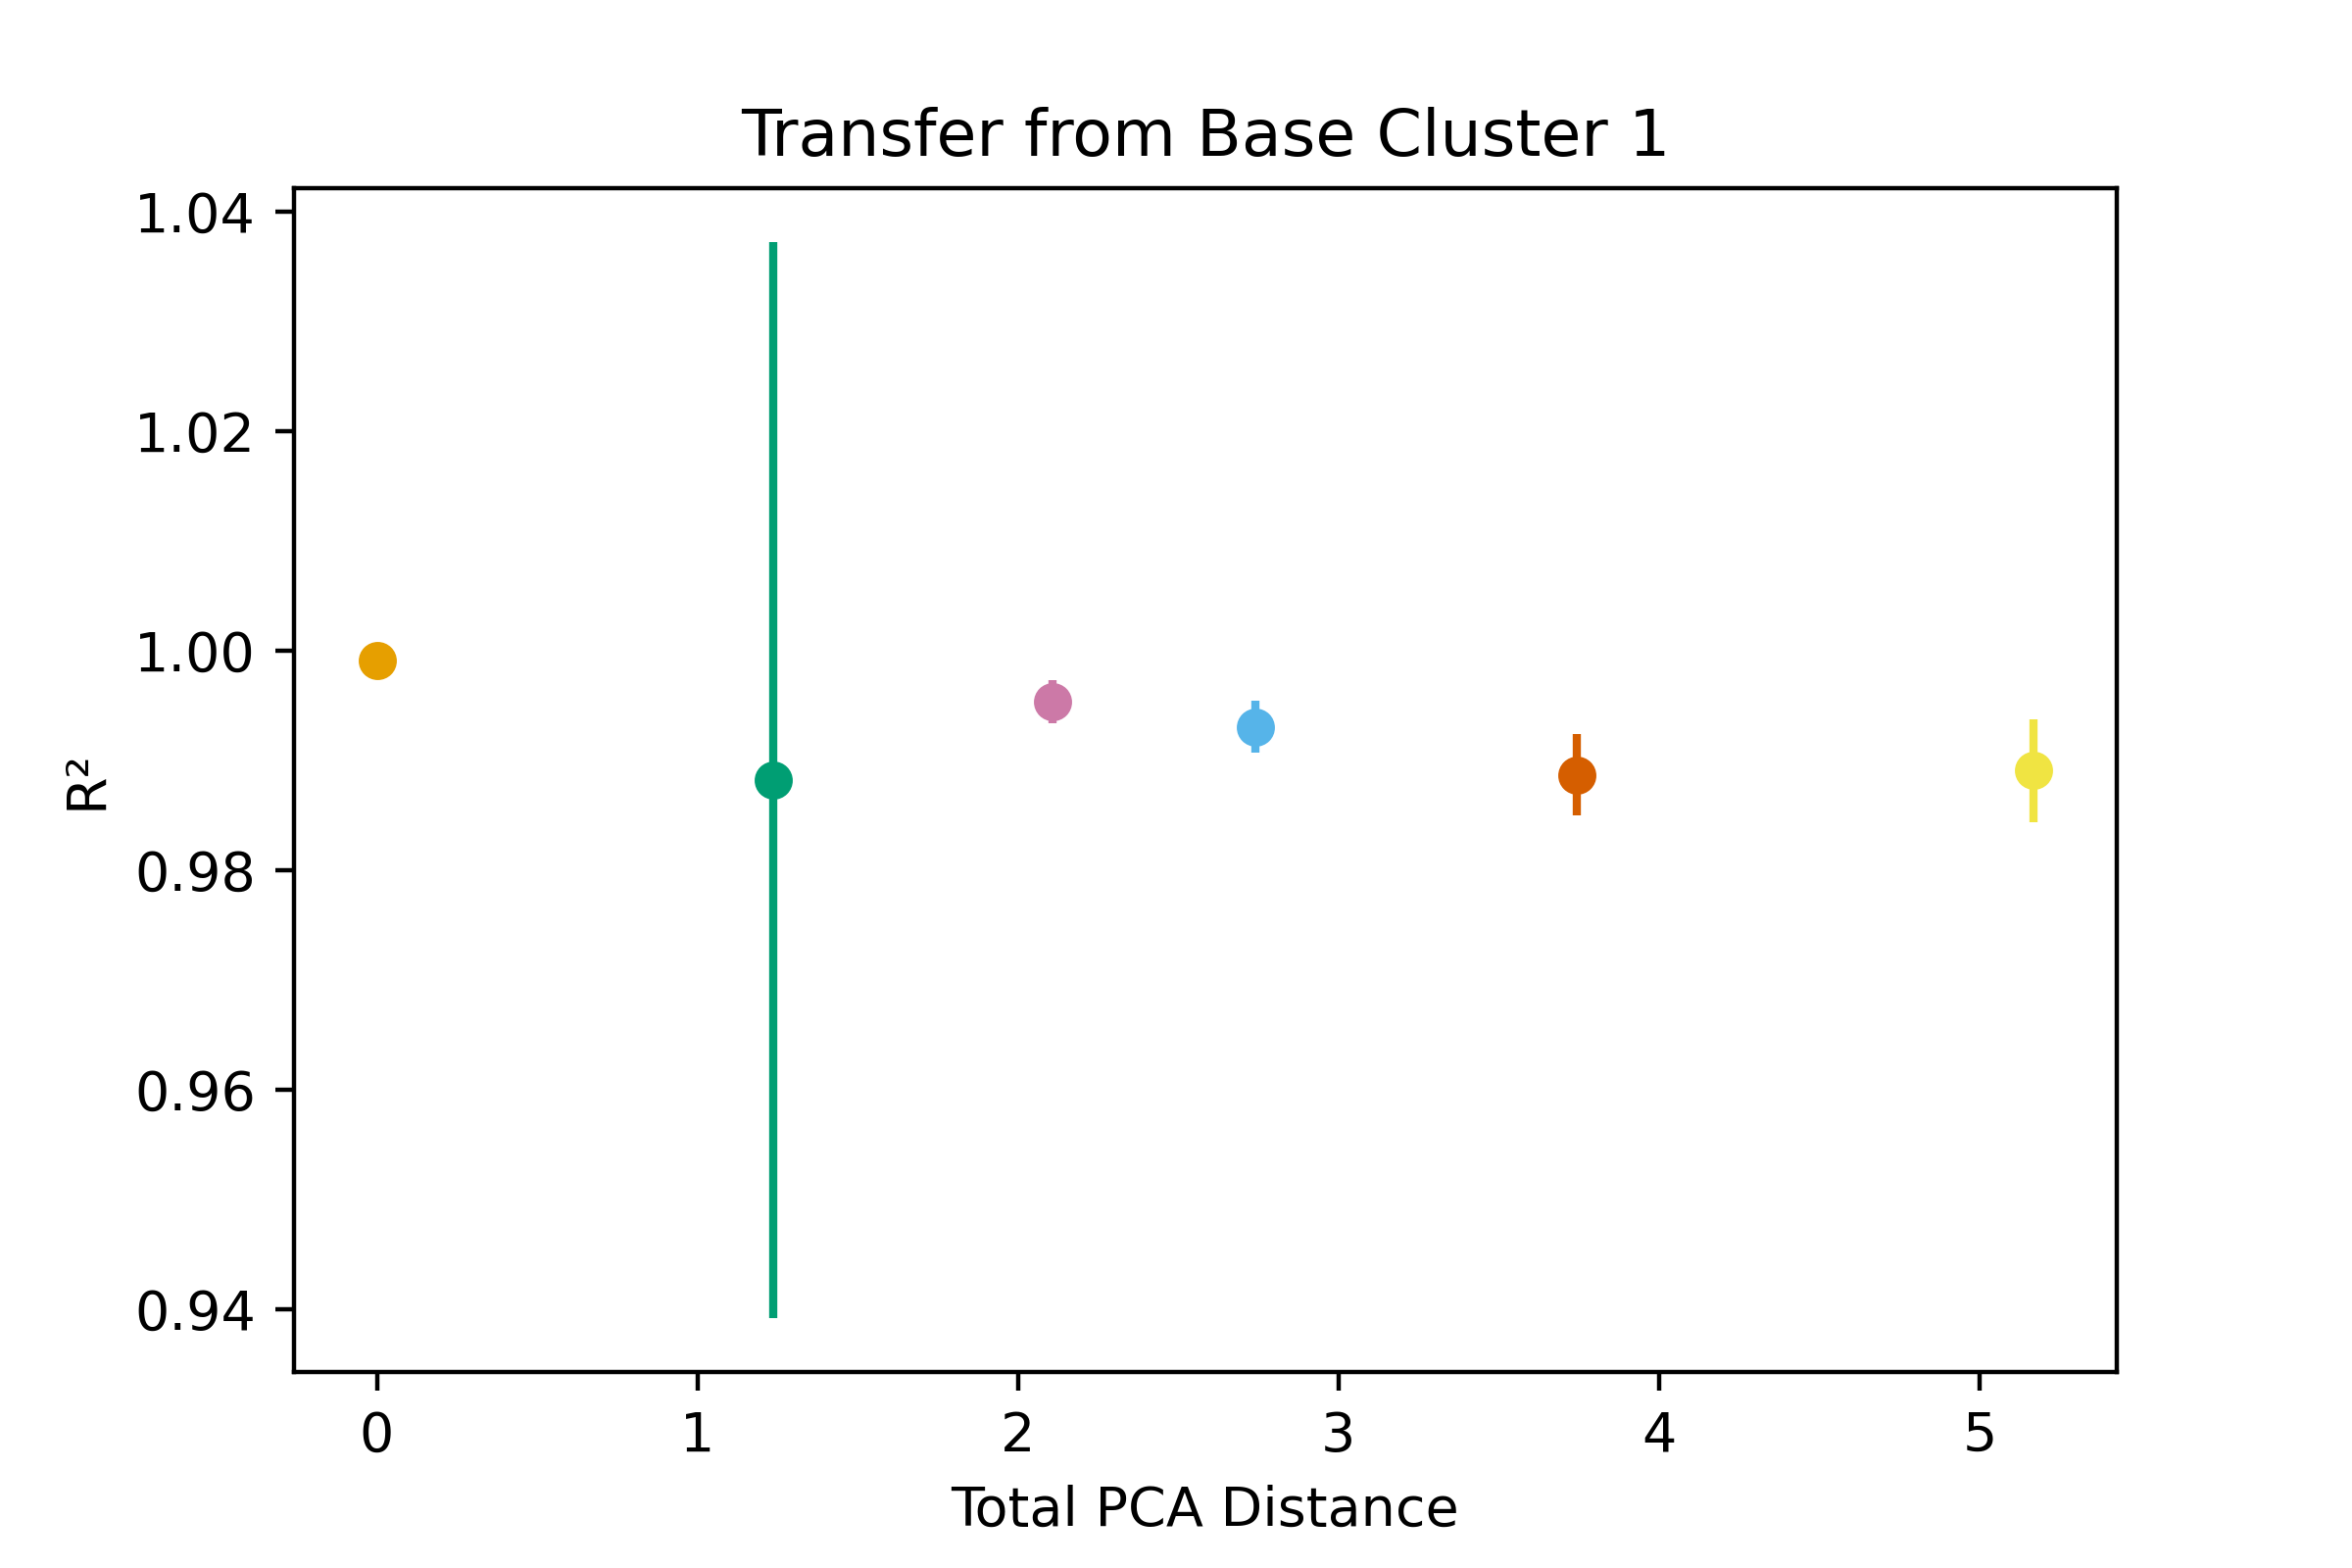 Transfer from Base Cluster 1
1.04
1.02
1.00
0.98
0.96
0.94
R²
0 1 2 3 4 5
Total PCA Distance